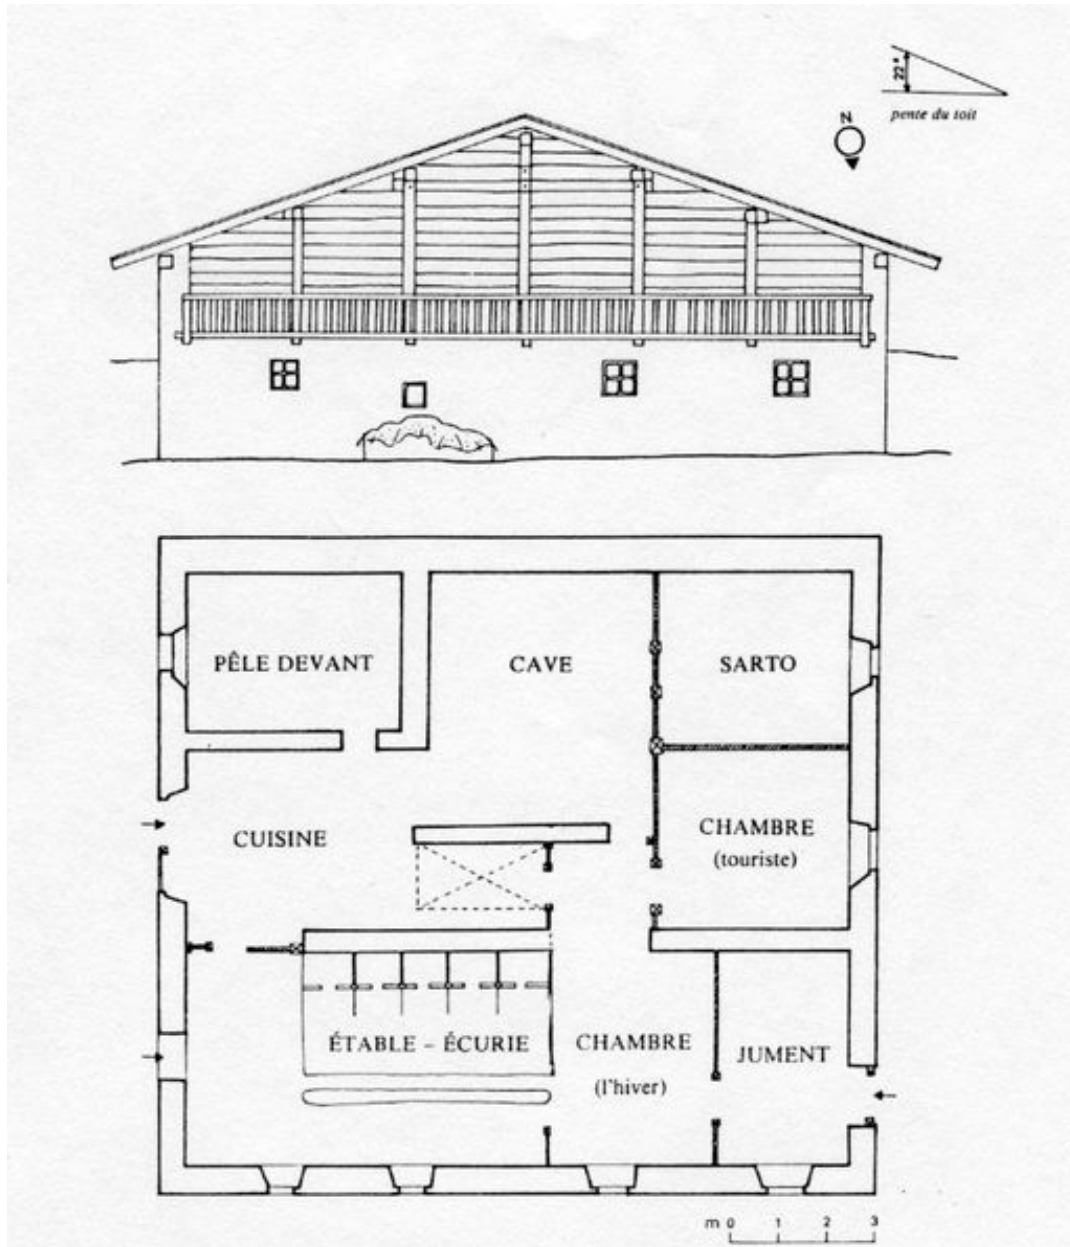 22°
pente du toit
N
PÊLE DEVANT
CAVE
SARTO
CUISINE
CHAMBRE
(touriste)
ÉTABLE – ÉCURIE
CHAMBRE
(l'hiver)
JUMENT
m 0 1 2 3